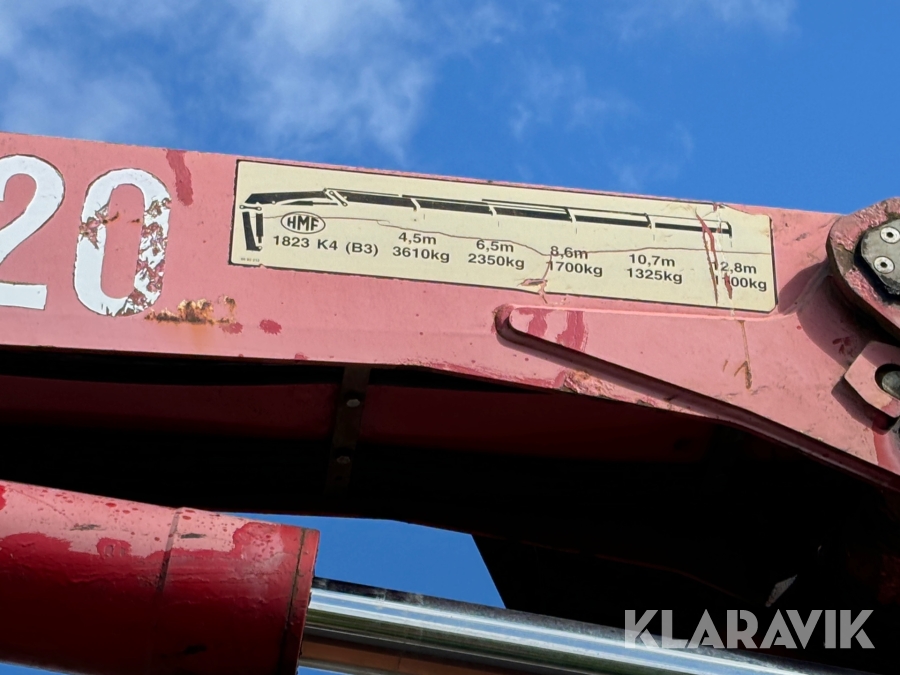 20
HMF
1823 K4 (B3)
4,5m 6,5m 8,6m 10,7m 12,8m
3610kg 2350kg 1700kg 1325kg 1100kg
KLARAVIK